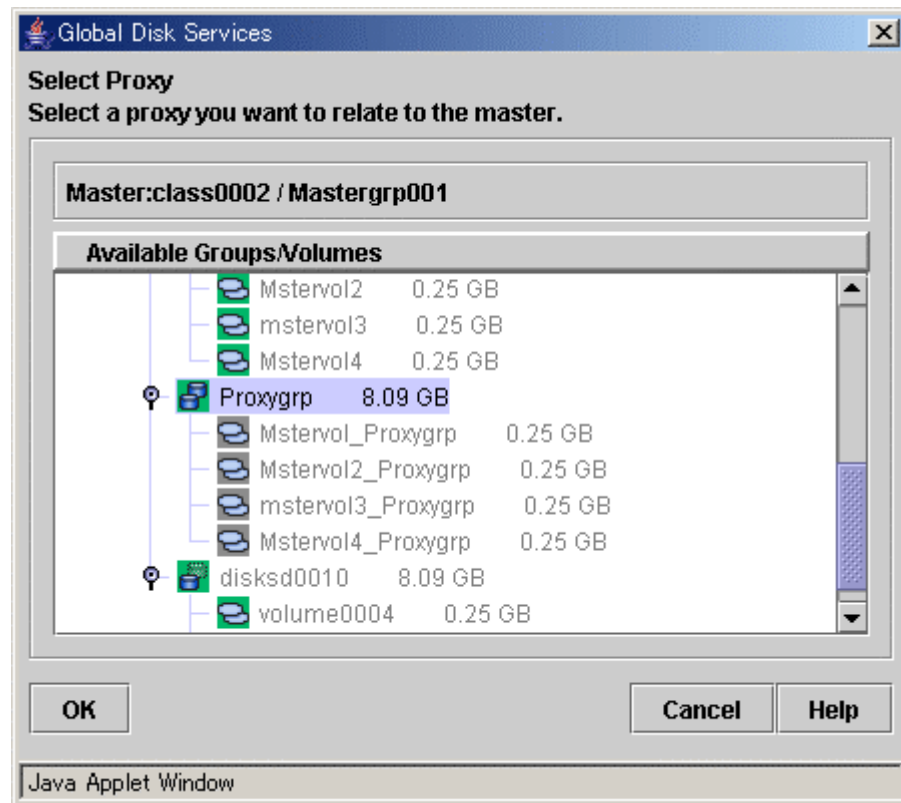 Global Disk Services
Select Proxy
Select a proxy you want to relate to the master.
Master:class0002 / Mastergrp001
Available Groups/Volumes
Mstervol2 0.25 GB
mstervol3 0.25 GB
Mstervol4 0.25 GB
Proxygrp 8.09 GB
Mstervol_Proxygrp 0.25 GB
Mstervol2_Proxygrp 0.25 GB
mstervol3_Proxygrp 0.25 GB
Mstervol4_Proxygrp 0.25 GB
disksd0010 8.09 GB
volume0004 0.25 GB
OK Cancel Help
Java Applet Window